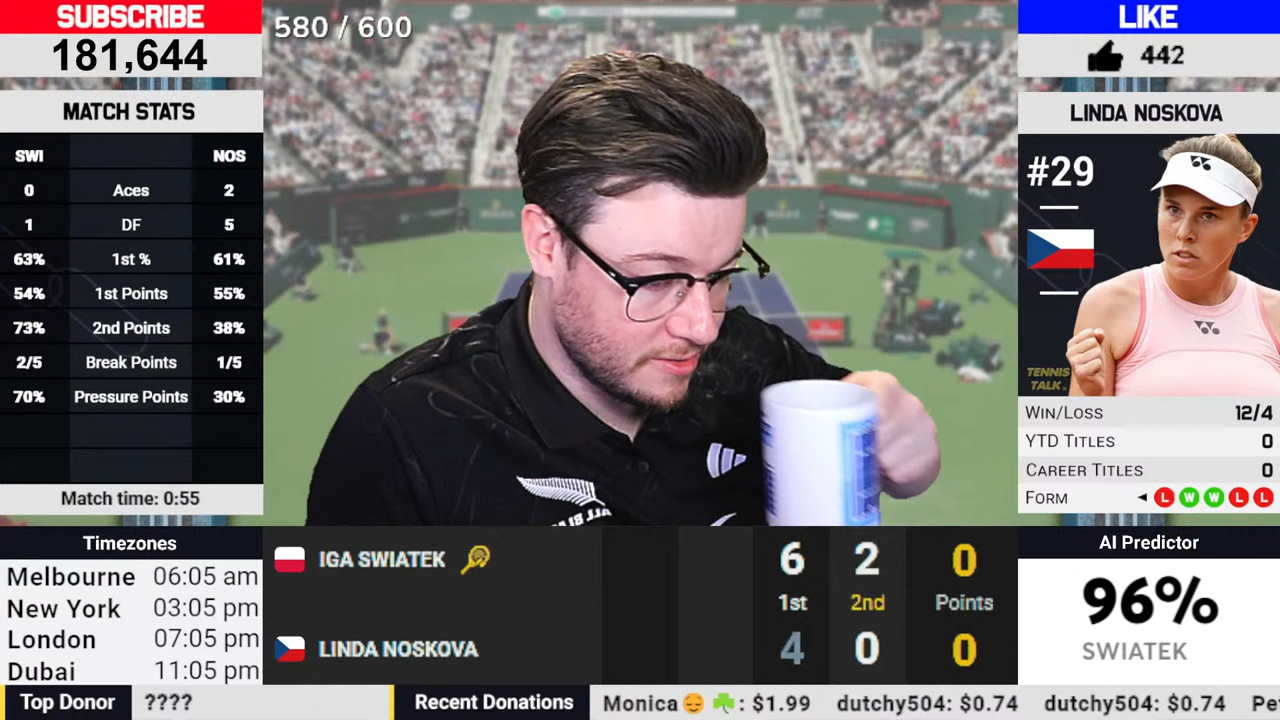 SUBSCRIBE
181,644
MATCH STATS
SWI NOS
0 Aces 2
1 DF 5
63% 1st % 61%
54% 1st Points 55%
73% 2nd Points 38%
2/5 Break Points 1/5
70% Pressure Points 30%
Match time: 0:55
Timezones
Melbourne 06:05 am
New York 03:05 pm
London 07:05 pm
Dubai 11:05 pm
580 / 600
ALL BLA
IGA SWIATEK 6 2 0
1st 2nd Points
LINDA NOSKOVA 4 0 0
LIKE
442
LINDA NOSKOVA
#29
TENNIS
TALK
WIN/LOSS 12/4
YTD TITLES 0
CAREER TITLES 0
FORM L W W L L
AI Predictor
96%
SWIATEK
Top Donor ???? Recent Donations Monica😌☘️: $1.99 dutchy504: $0.74 dutchy504: $0.74 Pe